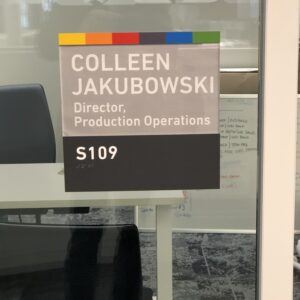 COLLEEN
JAKUBOWSKI
Director,
Production Operations
S109